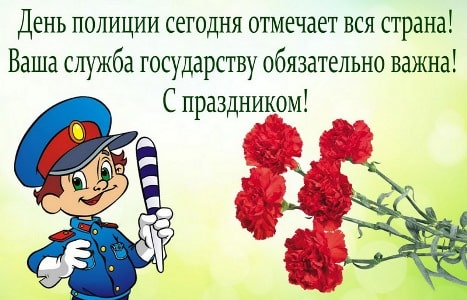 День полиции сегодня отмечает вся страна!
Ваша служба государству обязательно важна!
С праздником!